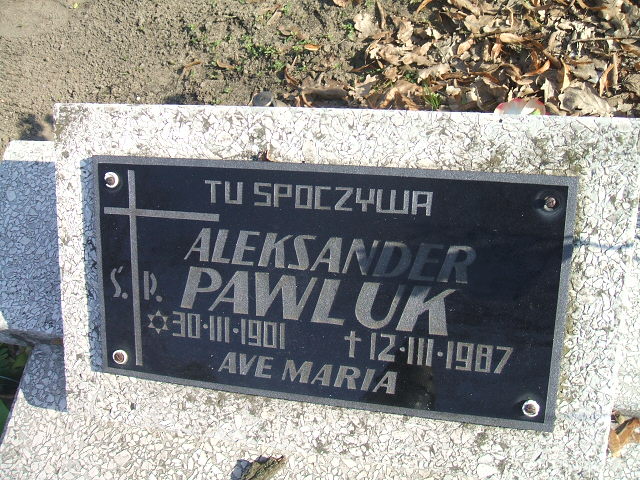 TU SPOCZYWA
ALEKSANDER
Ś. P. PAWLUK
✡30·III·1901 †12·III·1987
AVE MARIA